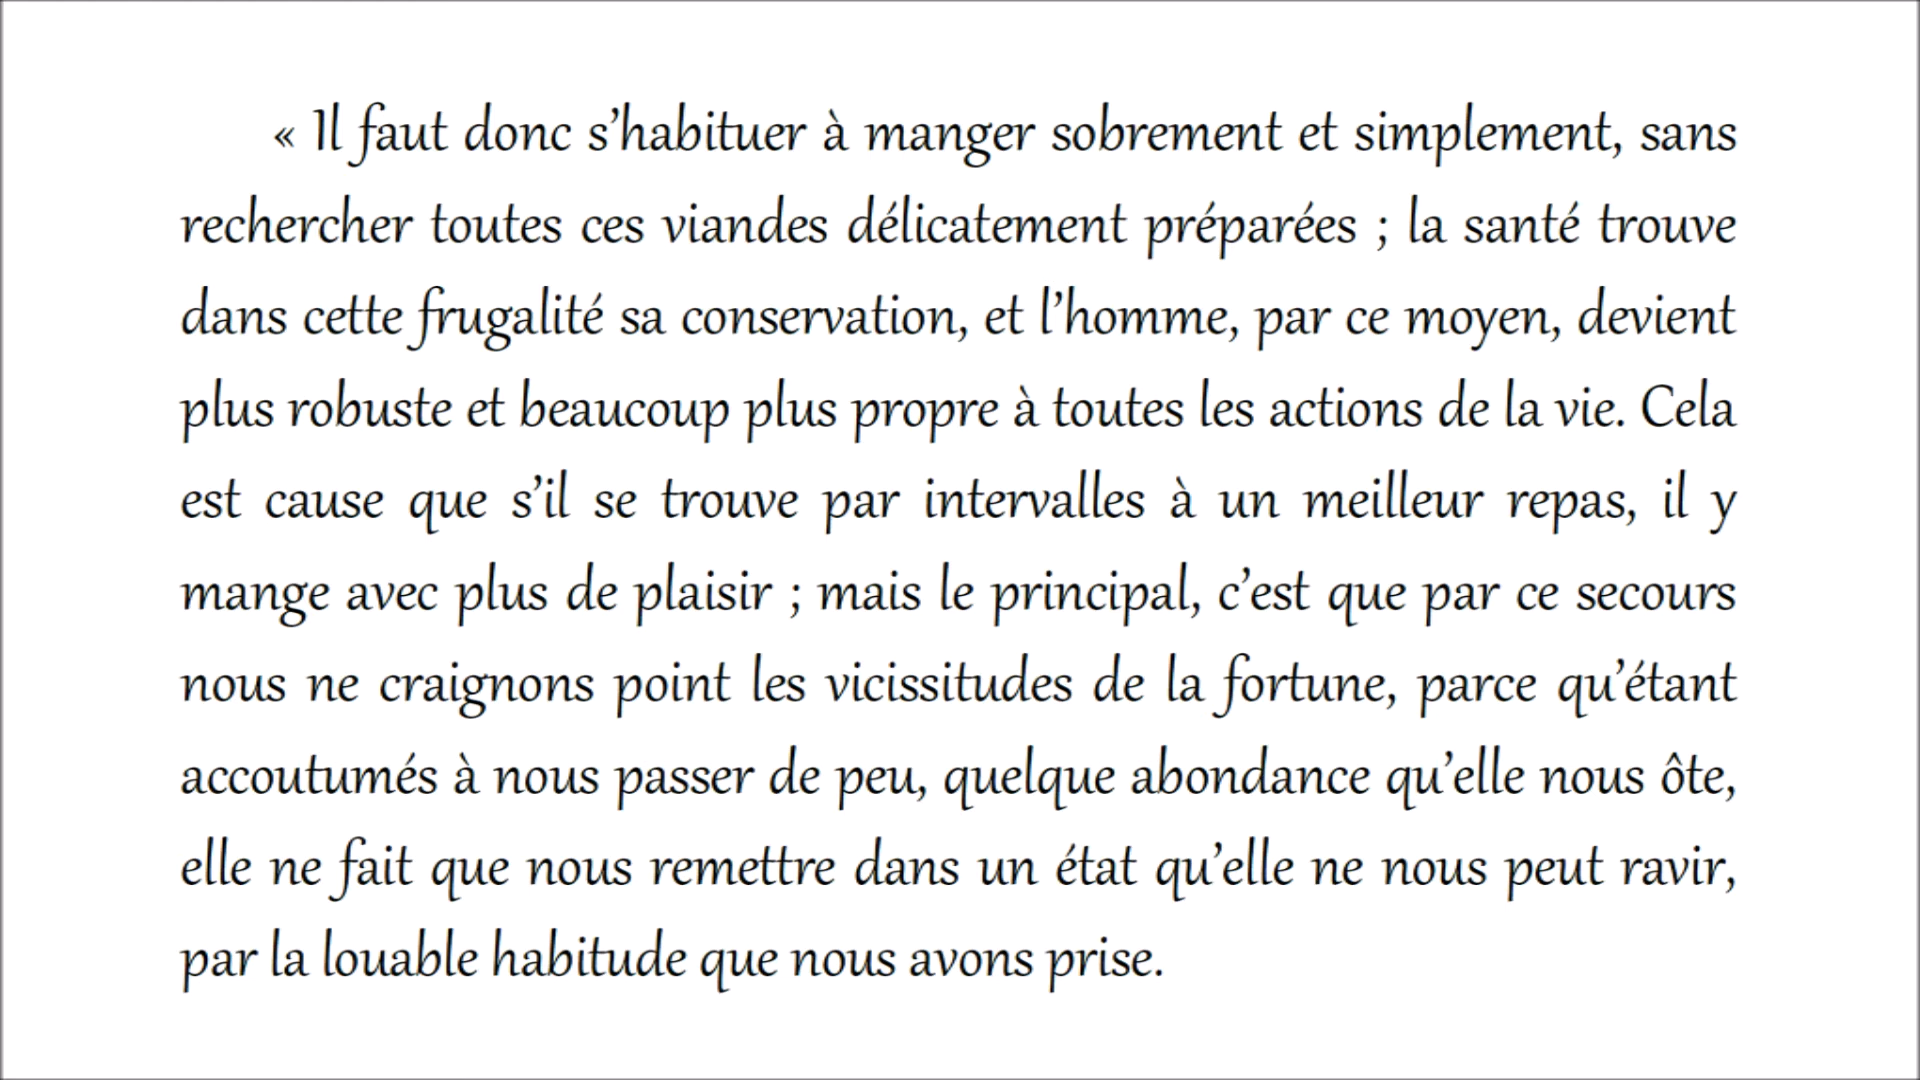 « Il faut donc s’habituer à manger sobrement et simplement, sans
rechercher toutes ces viandes délicatement préparées ; la santé trouve
dans cette frugalité sa conservation, et l’homme, par ce moyen, devient
plus robuste et beaucoup plus propre à toutes les actions de la vie. Cela
est cause que s’il se trouve par intervalles à un meilleur repas, il y
mange avec plus de plaisir ; mais le principal, c’est que par ce secours
nous ne craignons point les vicissitudes de la fortune, parce qu’étant
accoutumés à nous passer de peu, quelque abondance qu’elle nous ôte,
elle ne fait que nous remettre dans un état qu’elle ne nous peut ravir,
par la louable habitude que nous avons prise.